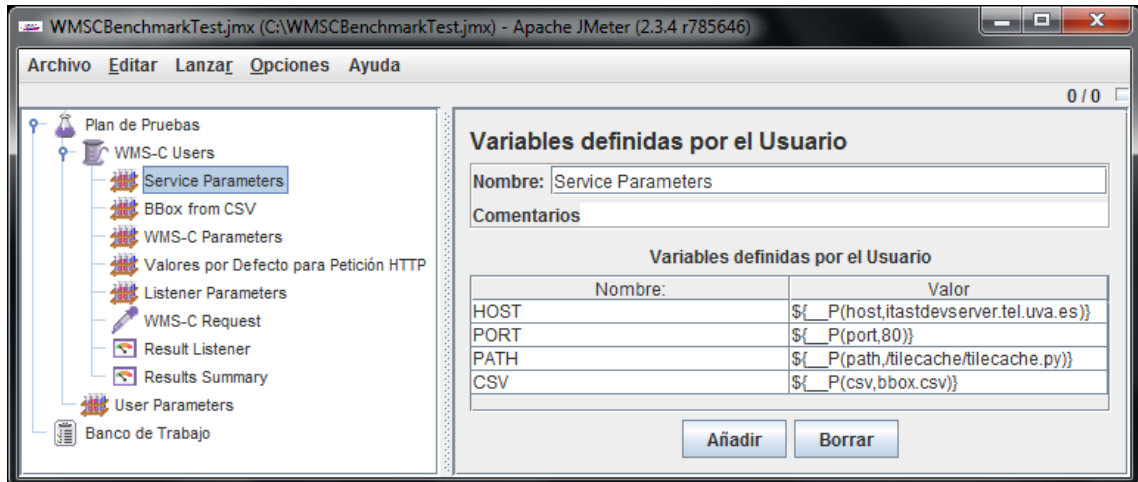 WMSCBenchmarkTest.jmx (C:\WMSCBenchmarkTest.jmx) - Apache JMeter (2.3.4 r785646)
Archivo Editar Lanzar Opciones Ayuda
0 / 0
Plan de Pruebas
WMS-C Users
Service Parameters
BBox from CSV
WMS-C Parameters
Valores por Defecto para Petición HTTP
Listener Parameters
WMS-C Request
Result Listener
Results Summary
User Parameters
Banco de Trabajo
Variables definidas por el Usuario
Nombre: Service Parameters
Comentarios
Variables definidas por el Usuario
Nombre: Valor
HOST ${__P(host,itastdevserver.tel.uva.es)}
PORT ${__P(port,80)}
PATH ${__P(path,/tilecache/tilecache.py)}
CSV ${__P(csv,bbox.csv)}
Añadir Borrar